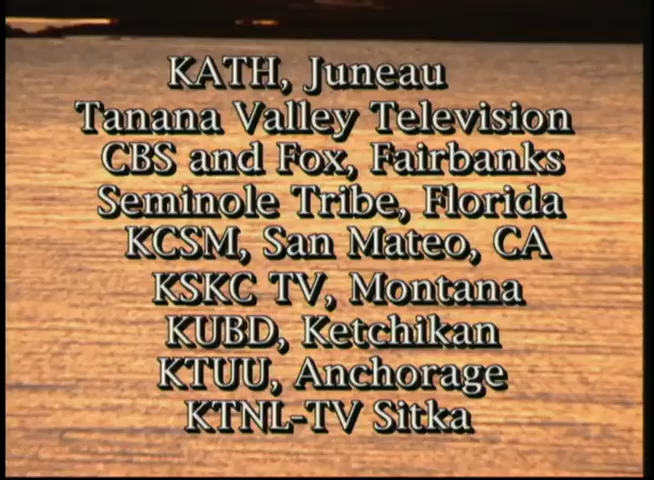 KATH, Juneau
Tanana Valley Television
CBS and Fox, Fairbanks
Seminole Tribe, Florida
KCSM, San Mateo, CA
KSKC TV, Montana
KUBD, Ketchikan
KTUU, Anchorage
KTNL-TV Sitka